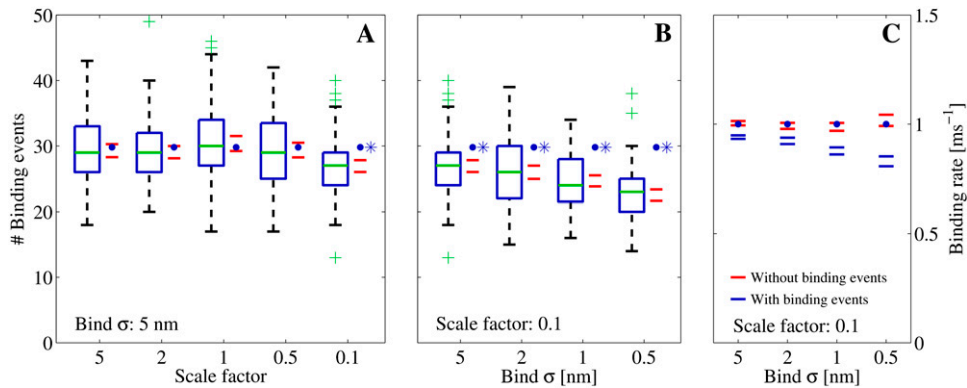 # Binding events
50
40
30
20
10
0
A
Bind σ: 5 nm
5 2 1 0.5 0.1
Scale factor
B
Scale factor: 0.1
5 2 1 0.5
Bind σ [nm]
C
Without binding events
With binding events
Scale factor: 0.1
5 2 1 0.5
Bind σ [nm]
1.5
1
0.5
0
Binding rate [ms⁻¹]